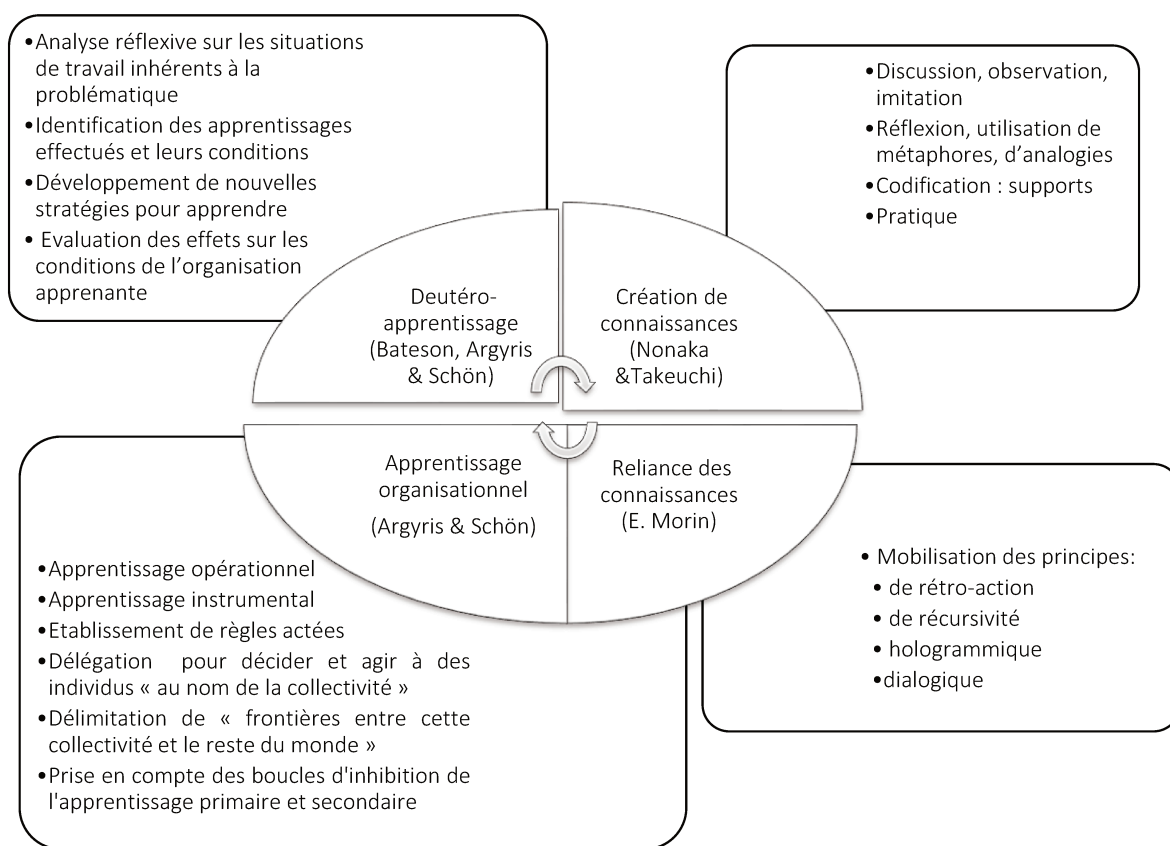 •Analyse réflexive sur les situations
de travail inhérents à la
problématique
•Identification des apprentissages
effectués et leurs conditions
•Développement de nouvelles
stratégies pour apprendre
• Evaluation des effets sur les
conditions de l’organisation
apprenante
•Discussion, observation,
imitation
•Réflexion, utilisation de
métaphores, d’analogies
•Codification : supports
•Pratique
Deutéro-
apprentissage
(Bateson, Argyris
& Schön)
Création de
connaissances
(Nonaka
&Takeuchi)
Apprentissage
organisationnel
(Argyris & Schön)
Reliance des
connaissances
(E. Morin)
•Apprentissage opérationnel
•Apprentissage instrumental
•Etablissement de règles actées
•Délégation pour décider et agir à des
individus « au nom de la collectivité »
•Délimitation de « frontières entre cette
collectivité et le reste du monde »
•Prise en compte des boucles d'inhibition de
l'apprentissage primaire et secondaire
• Mobilisation des principes:
• de rétro-action
• de récursivité
• hologrammique
•dialogique